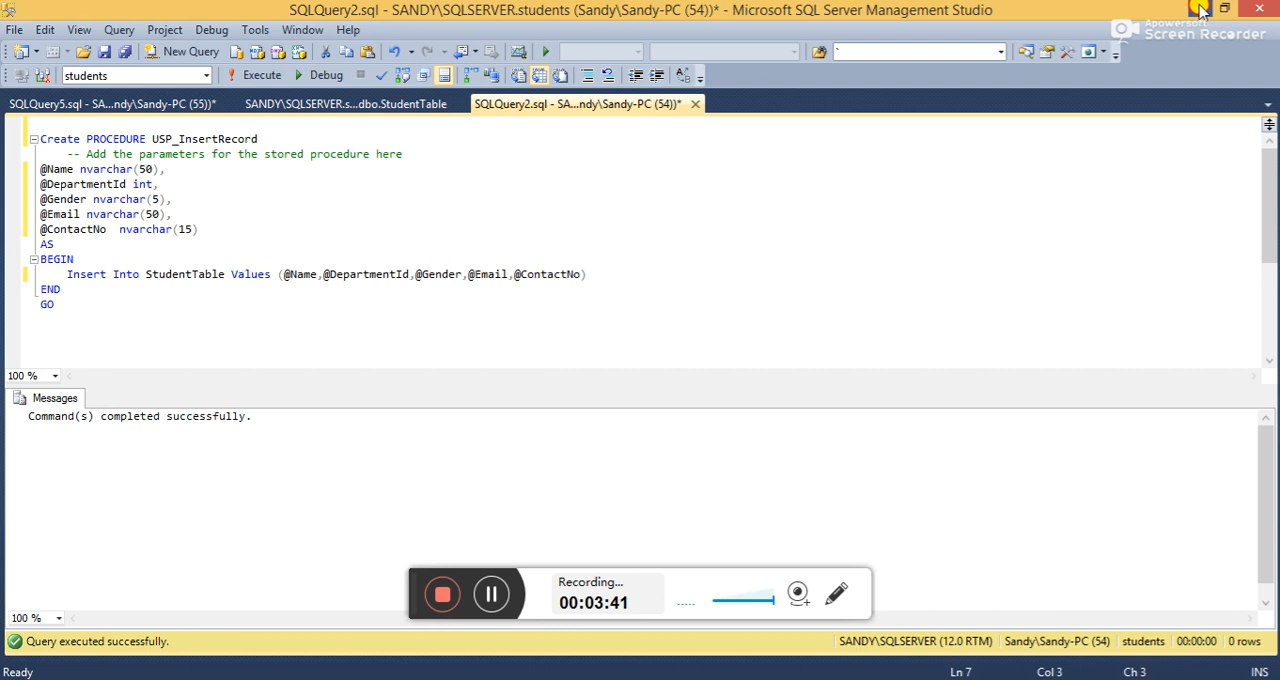 SQLQuery2.sql - SANDY\SQLSERVER.students (Sandy\Sandy-PC (54))* - Microsoft SQL Server Management Studio
File Edit View Query Project Debug Tools Window Help
Apowersoft
Screen Recorder
New Query
students Execute Debug
SQLQuery5.sql - SA...ndy\Sandy-PC (55))* SANDY\SQLSERVER.s...dbo.StudentTable SQLQuery2.sql - SA...ndy\Sandy-PC (54))*
Create PROCEDURE USP_InsertRecord
-- Add the parameters for the stored procedure here
@Name nvarchar(50),
@DepartmentId int,
@Gender nvarchar(5),
@Email nvarchar(50),
@ContactNo nvarchar(15)
AS
BEGIN
Insert Into StudentTable Values (@Name,@DepartmentId,@Gender,@Email,@ContactNo)
END
GO
100 %
Messages
Command(s) completed successfully.
Recording...
00:03:41
100 %
Query executed successfully. SANDY\SQLSERVER (12.0 RTM) Sandy\Sandy-PC (54) students 00:00:00 0 rows
Ready Ln 7 Col 3 Ch 3 INS